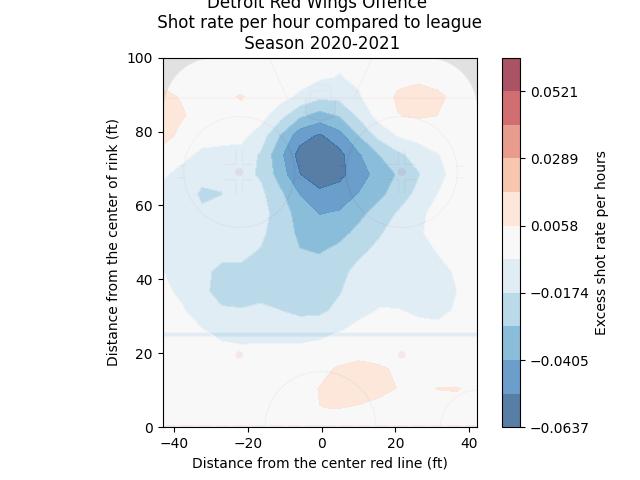 Detroit Red Wings Offence
Shot rate per hour compared to league
Season 2020-2021
100
80
60
40
20
0
−40
−20
0
20
40
Distance from the center of rink (ft)
Distance from the center red line (ft)
0.0521
0.0289
0.0058
−0.0174
−0.0405
−0.0637
Excess shot rate per hours